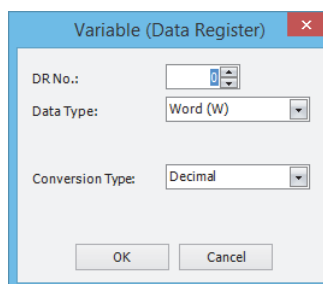 Variable (Data Register)
DR No.: 0
Data Type: Word (W)
Conversion Type: Decimal
OK Cancel